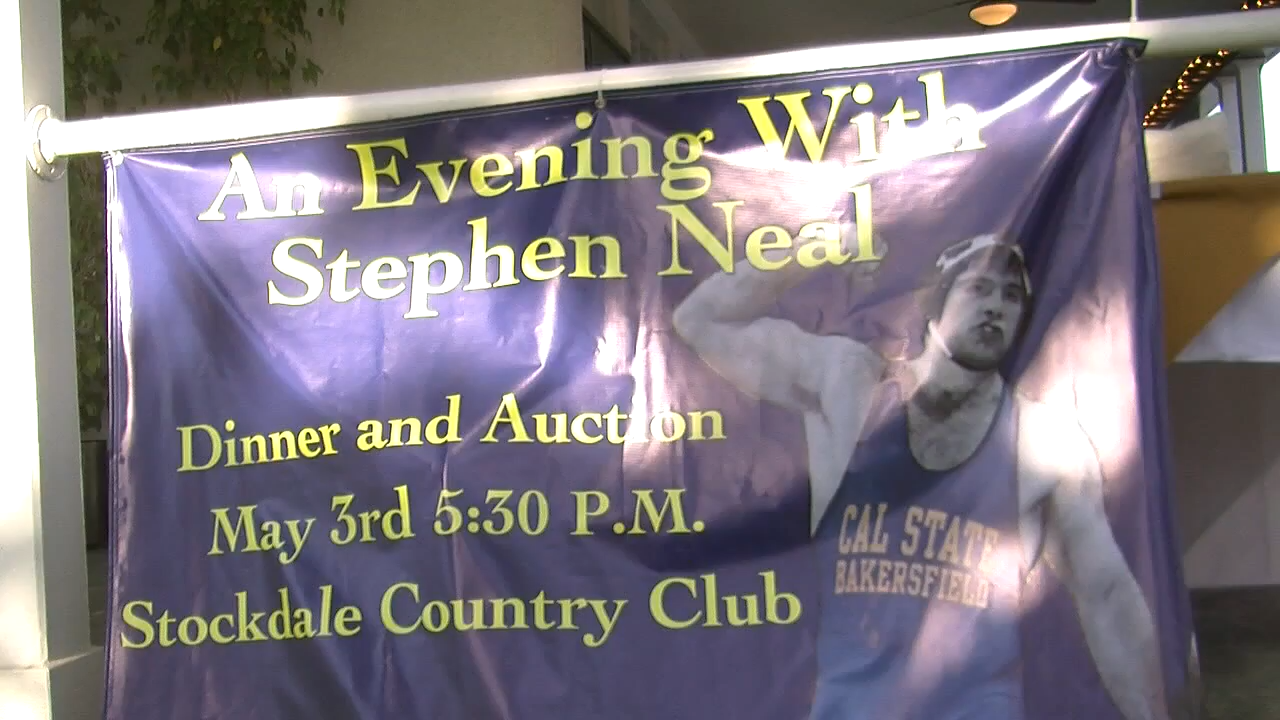 An Evening With
Stephen Neal
Dinner and Auction
May 3rd 5:30 P.M.
Stockdale Country Club
CAL STATE
BAKERSFIELD